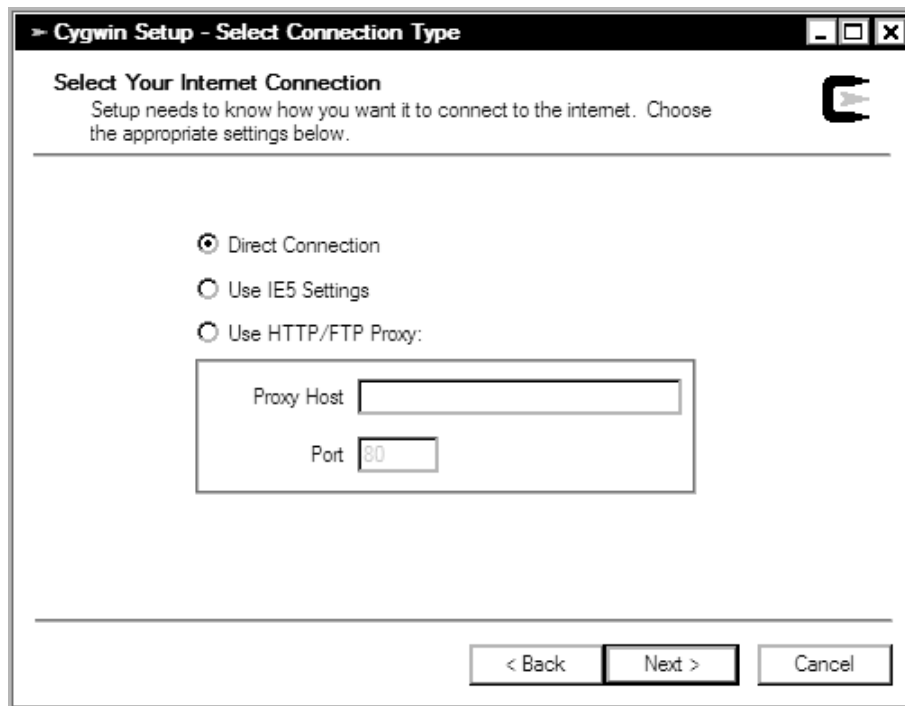 Cygwin Setup - Select Connection Type
Select Your Internet Connection
Setup needs to know how you want it to connect to the internet. Choose
the appropriate settings below.
Direct Connection
Use IE5 Settings
Use HTTP/FTP Proxy:
Proxy Host
Port 80
< Back Next > Cancel